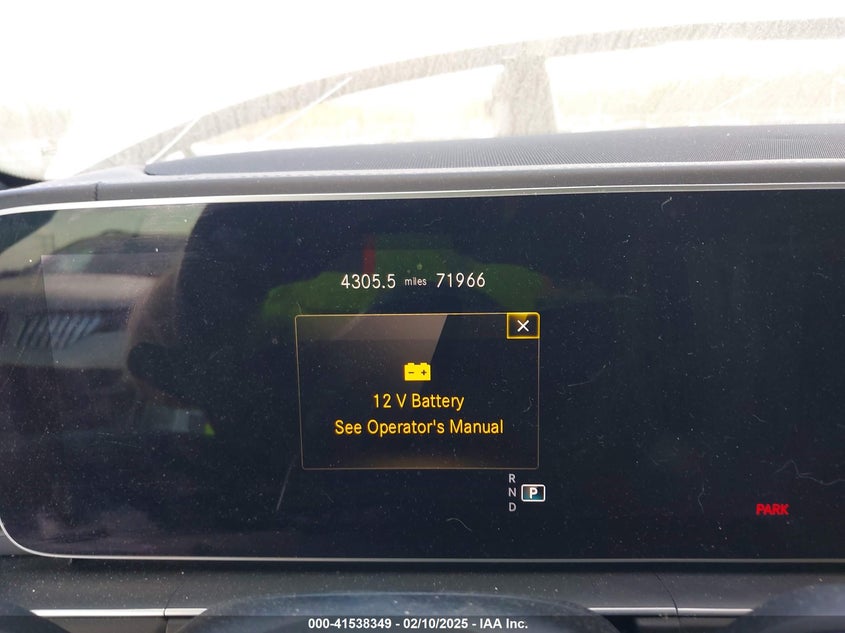 4305.5 miles 71966
12 V Battery
See Operator's Manual
R
N P
D
PARK
000-41538349 - 02/10/2025 - IAA Inc.